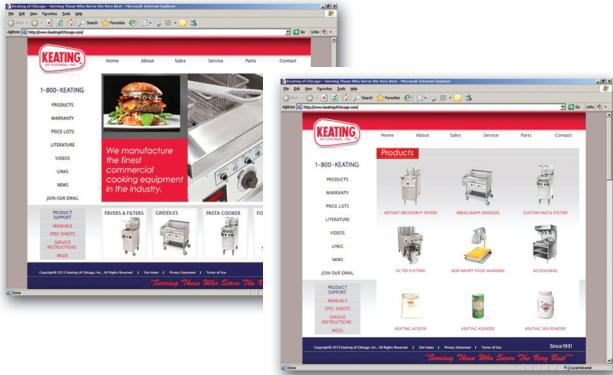 Keating of Chicago - Serving Those Who Serve the Very Best - Microsoft Internet Explorer
File Edit View Favorites Tools Help
Back Search Favorites
Address http://www.keatingofchicago.com/ Go Links
KEATING
OF CHICAGO, INC.
Home About Sales Service Parts Contact
1-800-KEATING
PRODUCTS
WARRANTY
PRICE LISTS
LITERATURE
VIDEOS
LINKS
NEWS
JOIN OUR EMAIL
We manufacture
the finest
commercial
cooking equipment
in the industry.
PRODUCT
SUPPORT
MANUALS
SPEC SHEETS
SERVICE
INSTRUCTIONS
MSDS
FRYERS & FILTERS GRIDDLES PASTA COOKER FO
Copyright© 2013 Keating of Chicago, Inc., All Rights Reserved | Site Index | Privacy Statement | Terms of Use
"Serving Those Who Serve The V
Done
Keating of Chicago - Serving Those Who Serve the Very Best - Microsoft Internet Explorer
File Edit View Favorites Tools Help
Back Search Favorites
Address http://www.keatingofchicago.com/ Go Links
KEATING
OF CHICAGO, INC.
Home About Sales Service Parts Contact
1-800-KEATING
PRODUCTS
WARRANTY
PRICE LISTS
LITERATURE
VIDEOS
LINKS
NEWS
JOIN OUR EMAIL
PRODUCT
SUPPORT
MANUALS
SPEC SHEETS
SERVICE
INSTRUCTIONS
MSDS
Products
INSTANT RECOVERY® FRYERS MIRACLEAN® GRIDDLES CUSTOM PASTA SYSTEM
FILTER SYSTEMS KEEP KRISP® FOOD WARMERS ACCESSORIES
KEATING ACIDOX KEATING KLENZER KEATING SEA POWDER
Copyright© 2013 Keating of Chicago, Inc., All Rights Reserved | Site Index | Privacy Statement | Terms of Use Since 1931
"Serving Those Who Serve The Very Best"®
Done Local intranet